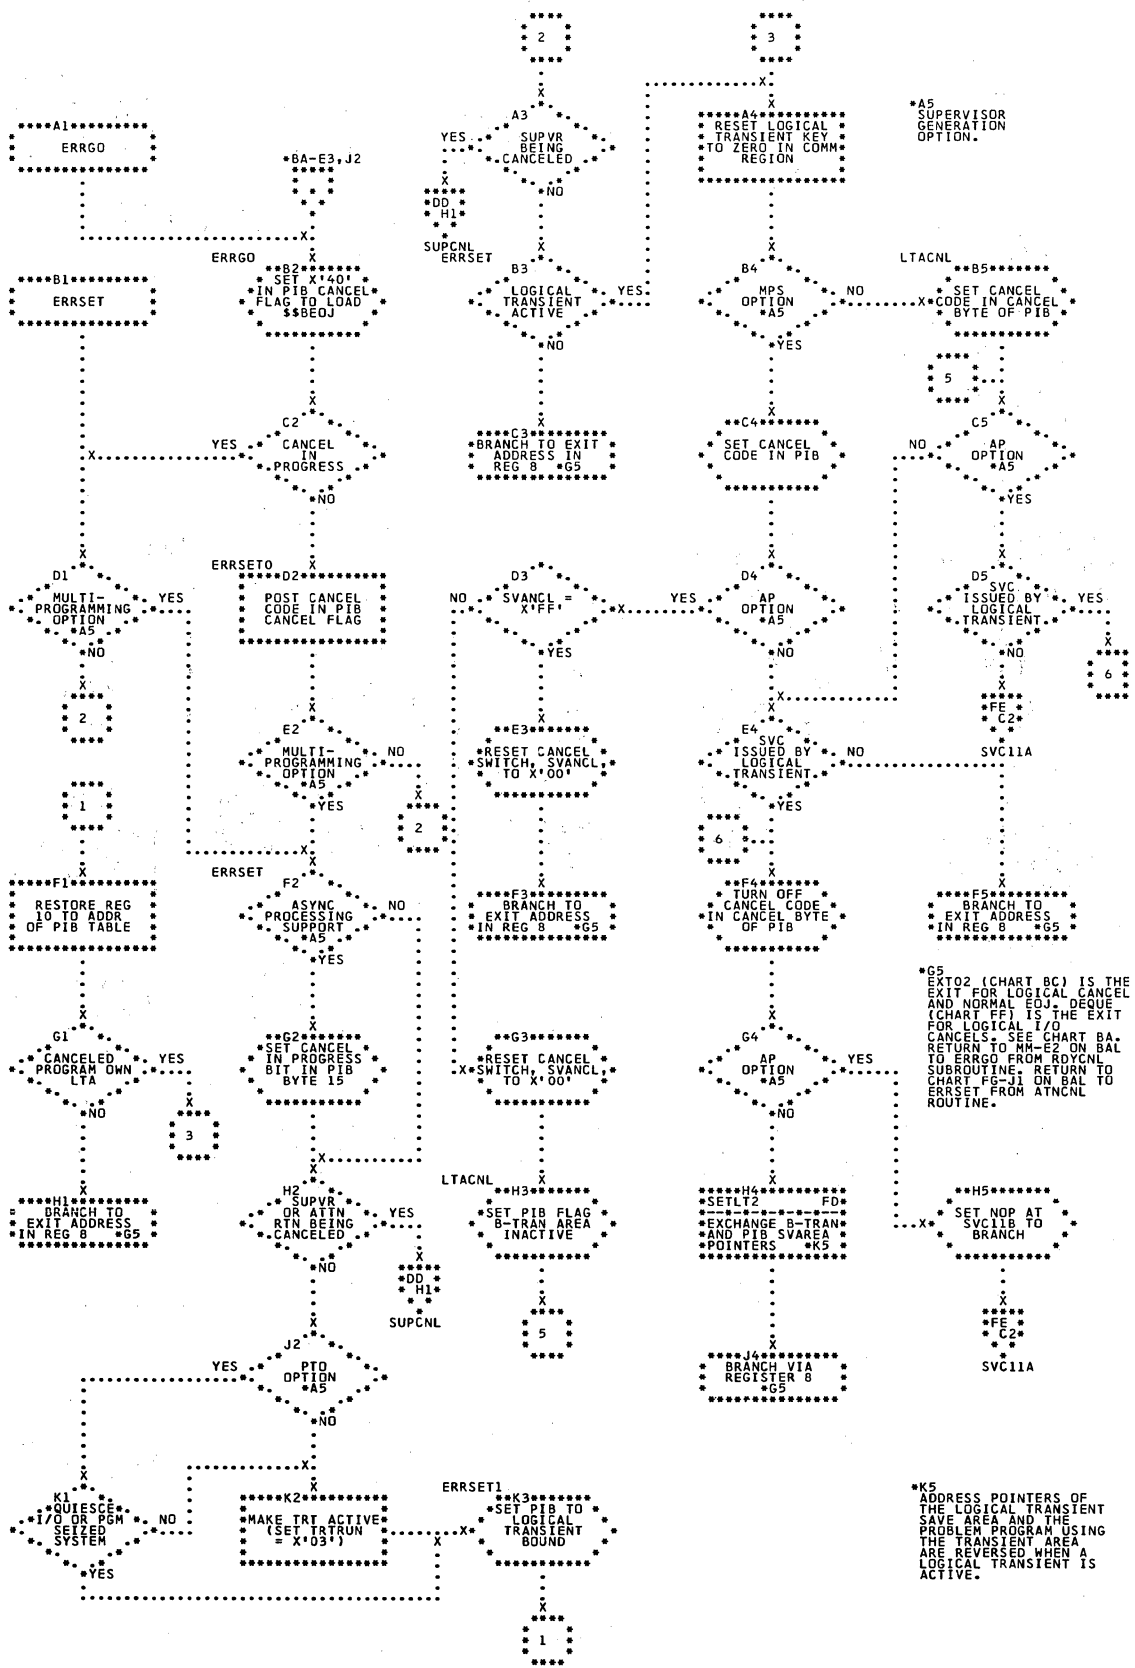 2
3
A1
ERRGO
*BA-E3,J2
A3
SUPVR
BEING
CANCELED
YES
NO
DD
H1
SUPCNL
ERRSET
A4
RESET LOGICAL
TRANSIENT KEY
TO ZERO IN COMM
REGION
*A5
SUPERVISOR
GENERATION
OPTION.
B1
ERRSET
ERRGO
B2
SET X'40'
IN PIB CANCEL
FLAG TO LOAD
$$BEOJ
B3
LOGICAL
TRANSIENT
ACTIVE
YES
NO
B4
MPS
OPTION
*A5
NO
YES
LTACNL
B5
SET CANCEL
CODE IN CANCEL
BYTE OF PIB
5
C2
CANCEL
IN
PROGRESS
YES
NO
C3
BRANCH TO EXIT
ADDRESS IN
REG 8 *G5
C4
SET CANCEL
CODE IN PIB
C5
AP
OPTION
*A5
NO
YES
D1
MULTI-
PROGRAMMING
OPTION
*A5
YES
NO
2
ERRSETO
D2
POST CANCEL
CODE IN PIB
CANCEL FLAG
D3
SVANCL =
X'FF'
NO
YES
D4
AP
OPTION
*A5
YES
NO
D5
SVC
ISSUED BY
LOGICAL
TRANSIENT
YES
NO
6
FE
C2
SVC11A
E2
MULTI-
PROGRAMMING
OPTION
*A5
NO
YES
2
E3
RESET CANCEL
SWITCH, SVANCL,
TO X'00'
E4
SVC
ISSUED BY
LOGICAL
TRANSIENT
NO
YES
6
1
F1
RESTORE REG
10 TO ADDR
OF PIB TABLE
ERRSET
F2
ASYNC
PROCESSING
SUPPORT
*A5
NO
YES
F3
BRANCH TO
EXIT ADDRESS
IN REG 8 *G5
F4
TURN OFF
CANCEL CODE
IN CANCEL BYTE
OF PIB
F5
BRANCH TO
EXIT ADDRESS
IN REG 8 *G5
*G5
EXT02 (CHART BC) IS THE
EXIT FOR LOGICAL CANCEL
AND NORMAL EOJ. DEQUE
(CHART FF) IS THE EXIT
FOR LOGICAL I/O
CANCELS. SEE CHART BA.
RETURN TO MM-E2 ON BAL
TO ERRGO FROM RDYCNL
SUBROUTINE. RETURN TO
CHART FG-J1 ON BAL TO
ERRSET FROM ATNCNL
ROUTINE.
G1
CANCELED
PROGRAM OWN
LTA
YES
NO
3
G2
SET CANCEL
IN PROGRESS
BIT IN PIB
BYTE 15
G3
RESET CANCEL
SWITCH, SVANCL,
TO X'00'
G4
AP
OPTION
*A5
YES
NO
H1
BRANCH TO
EXIT ADDRESS
IN REG 8 *G5
H2
SUPVR
OR ATTN
RTN BEING
CANCELED
YES
NO
DD
H1
SUPCNL
LTACNL
H3
SET PIB FLAG
B-TRAN AREA
INACTIVE
5
H4
SETLT2 FD
EXCHANGE B-TRAN
AND PIB SVAREA
POINTERS *K5
H5
SET NOP AT
SVC11B TO
BRANCH
FE
C2
SVC11A
J2
PTO
OPTION
*A5
YES
NO
J4
BRANCH VIA
REGISTER 8
*G5
K1
QUIESCE
I/O OR PGM
SEIZED
SYSTEM
NO
YES
K2
MAKE TRT ACTIVE
(SET TRTRUN
= X'03')
ERRSET1
K3
SET PIB TO
LOGICAL
TRANSIENT
BOUND
1
*K5
ADDRESS POINTERS OF
THE LOGICAL TRANSIENT
SAVE AREA AND THE
PROBLEM PROGRAM USING
THE TRANSIENT AREA
ARE REVERSED WHEN A
LOGICAL TRANSIENT IS
ACTIVE.